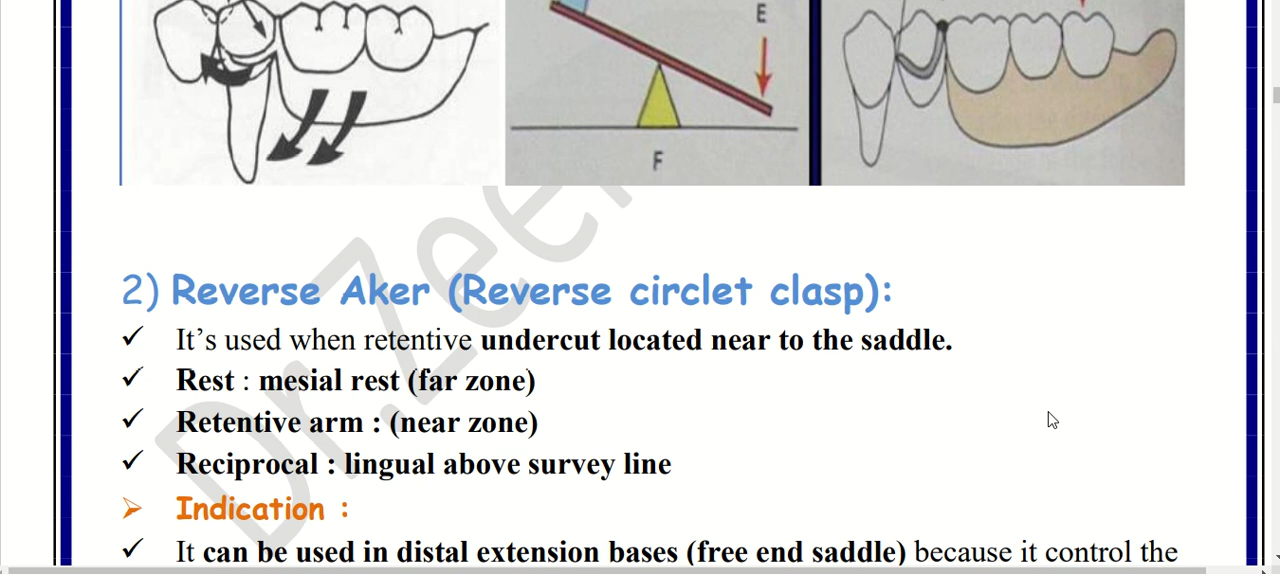 E
F
2) Reverse Aker (Reverse circlet clasp):
✓ It's used when retentive undercut located near to the saddle.
✓ Rest : mesial rest (far zone)
✓ Retentive arm : (near zone)
✓ Reciprocal : lingual above survey line
➢ Indication :
✓ It can be used in distal extension bases (free end saddle) because it control the